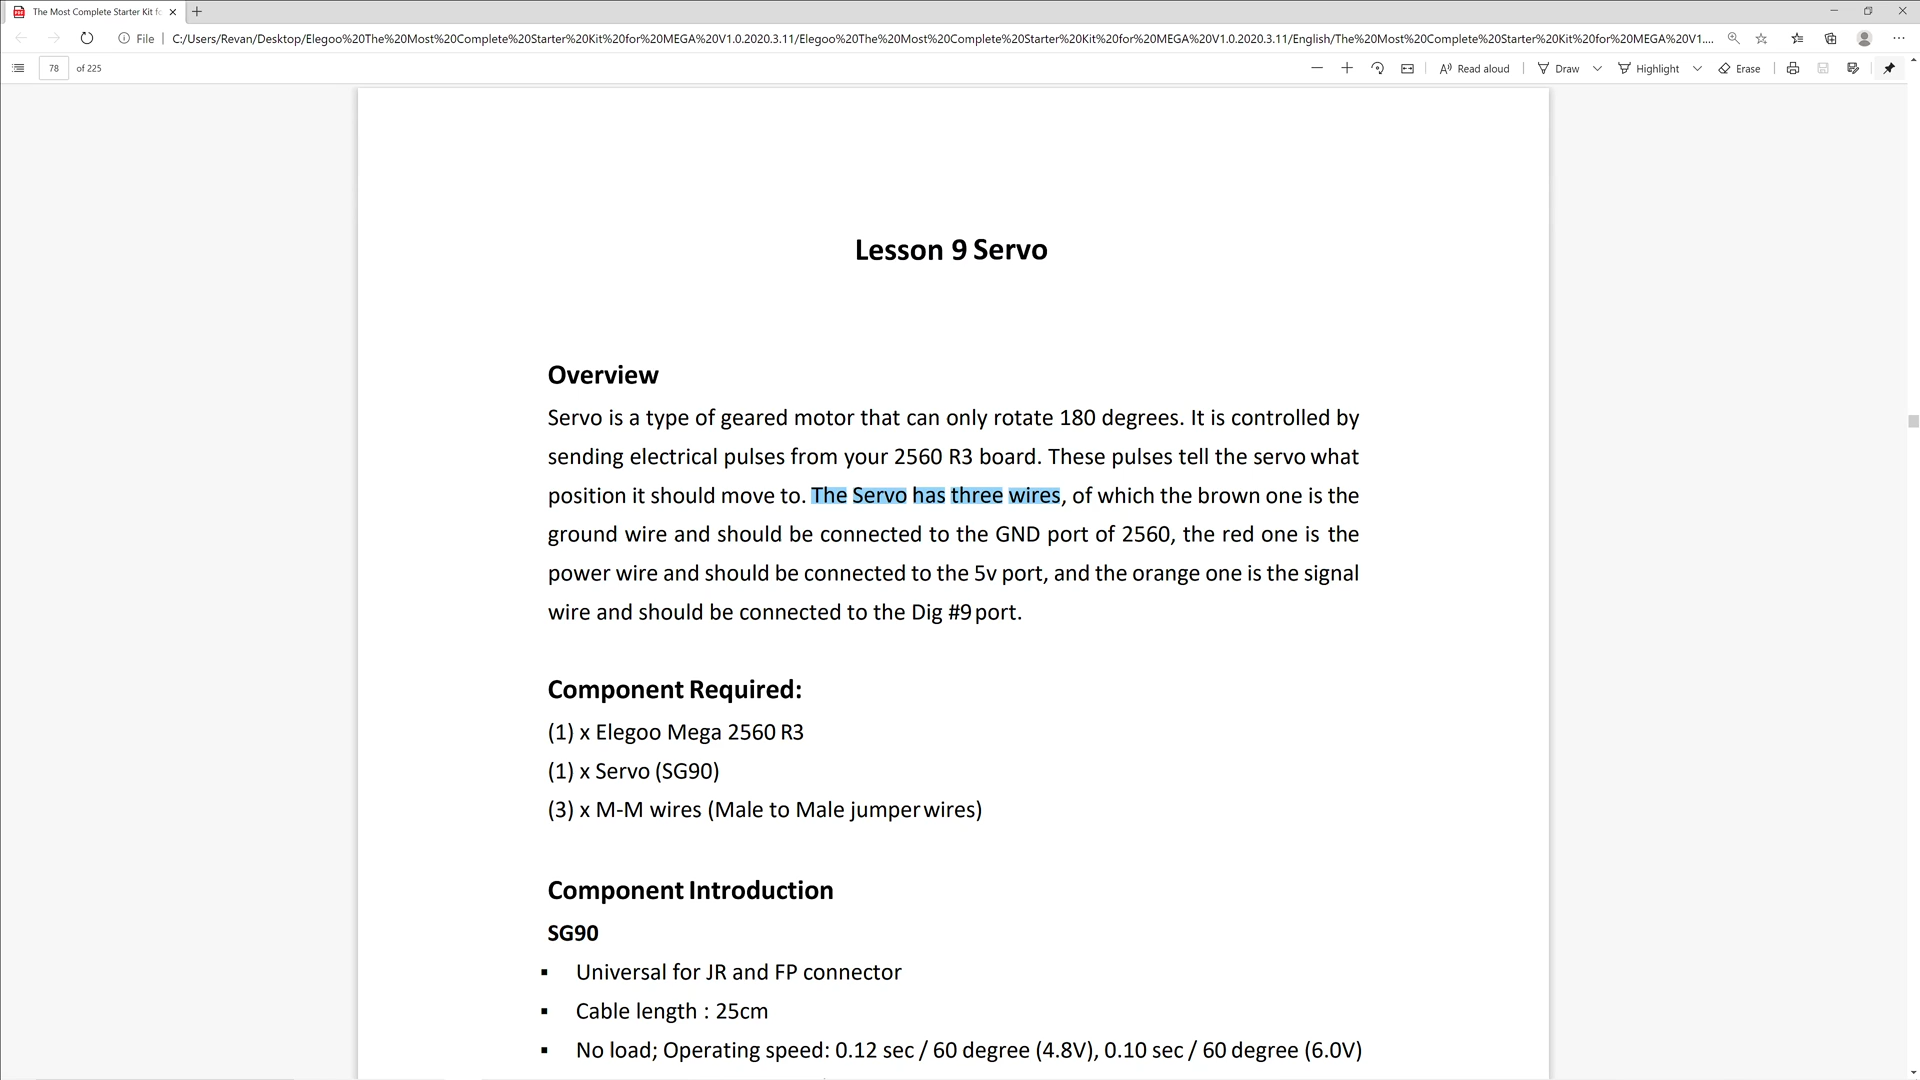 The Most Complete Starter Kit fo
File
C:/Users/Revan/Desktop/Elegoo%20The%20Most%20Complete%20Starter%20Kit%20for%20MEGA%20V1.0.2020.3.11/Elegoo%20The%20Most%20Complete%20Starter%20Kit%20for%20MEGA%20V1.0.2020.3.11/English/The%20Most%20Complete%20Starter%20Kit%20for%20MEGA%20V1....
78 of 225
Read aloud Draw Highlight Erase
Lesson 9 Servo
Overview
Servo is a type of geared motor that can only rotate 180 degrees. It is controlled by
sending electrical pulses from your 2560 R3 board. These pulses tell the servo what
position it should move to. The Servo has three wires, of which the brown one is the
ground wire and should be connected to the GND port of 2560, the red one is the
power wire and should be connected to the 5v port, and the orange one is the signal
wire and should be connected to the Dig #9 port.
Component Required:
(1) x Elegoo Mega 2560 R3
(1) x Servo (SG90)
(3) x M-M wires (Male to Male jumper wires)
Component Introduction
SG90
▪ Universal for JR and FP connector
▪ Cable length : 25cm
▪ No load; Operating speed: 0.12 sec / 60 degree (4.8V), 0.10 sec / 60 degree (6.0V)